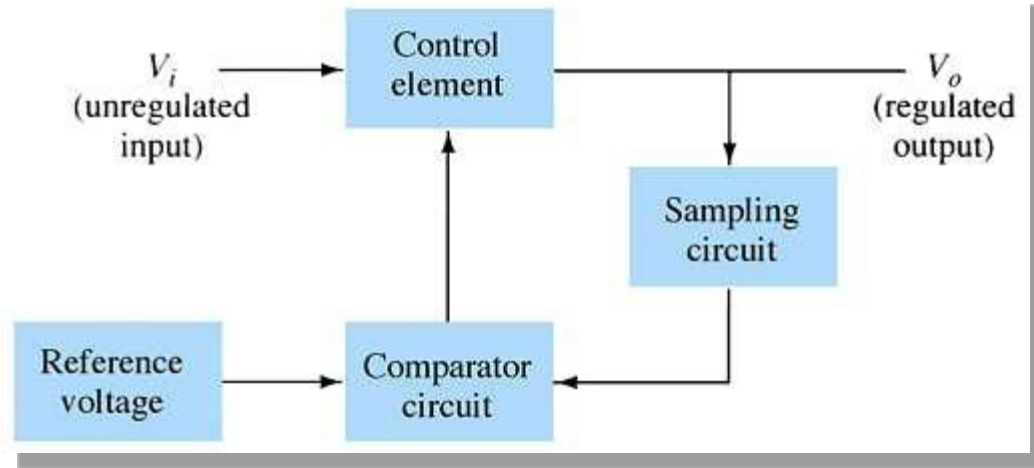 Control
element
V_i
(unregulated
input)
V_o
(regulated
output)
Sampling
circuit
Reference
voltage
Comparator
circuit